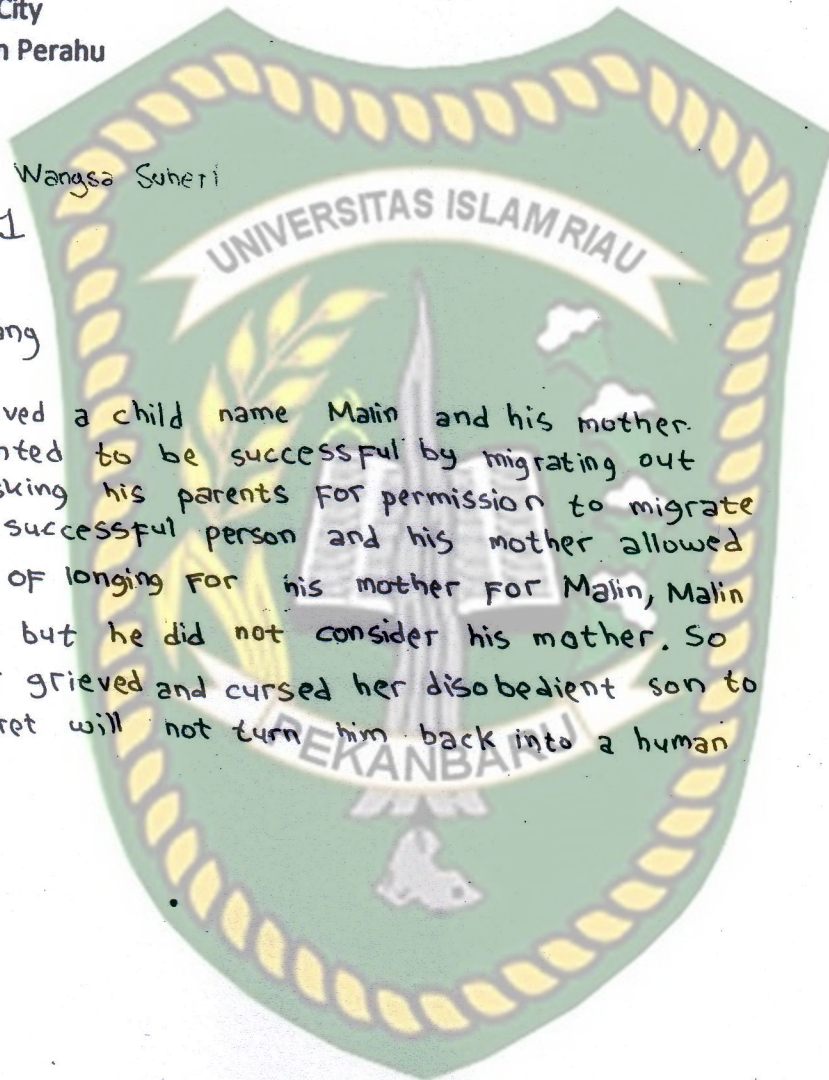 City
n Perahu
UNIVERSITAS ISLAM RIAU
Wangsa Suheri
1
ang
ved a child name Malin and his mother.
nted to be successful by migrating out
sking his parents For permission to migrate
successful person and his mother allowed
OF longing For his mother For Malin, Malin
but he did not consider his mother. So
r grieved and cursed her disobedient son to
ret will not turn him back into a human
PEKANBARU